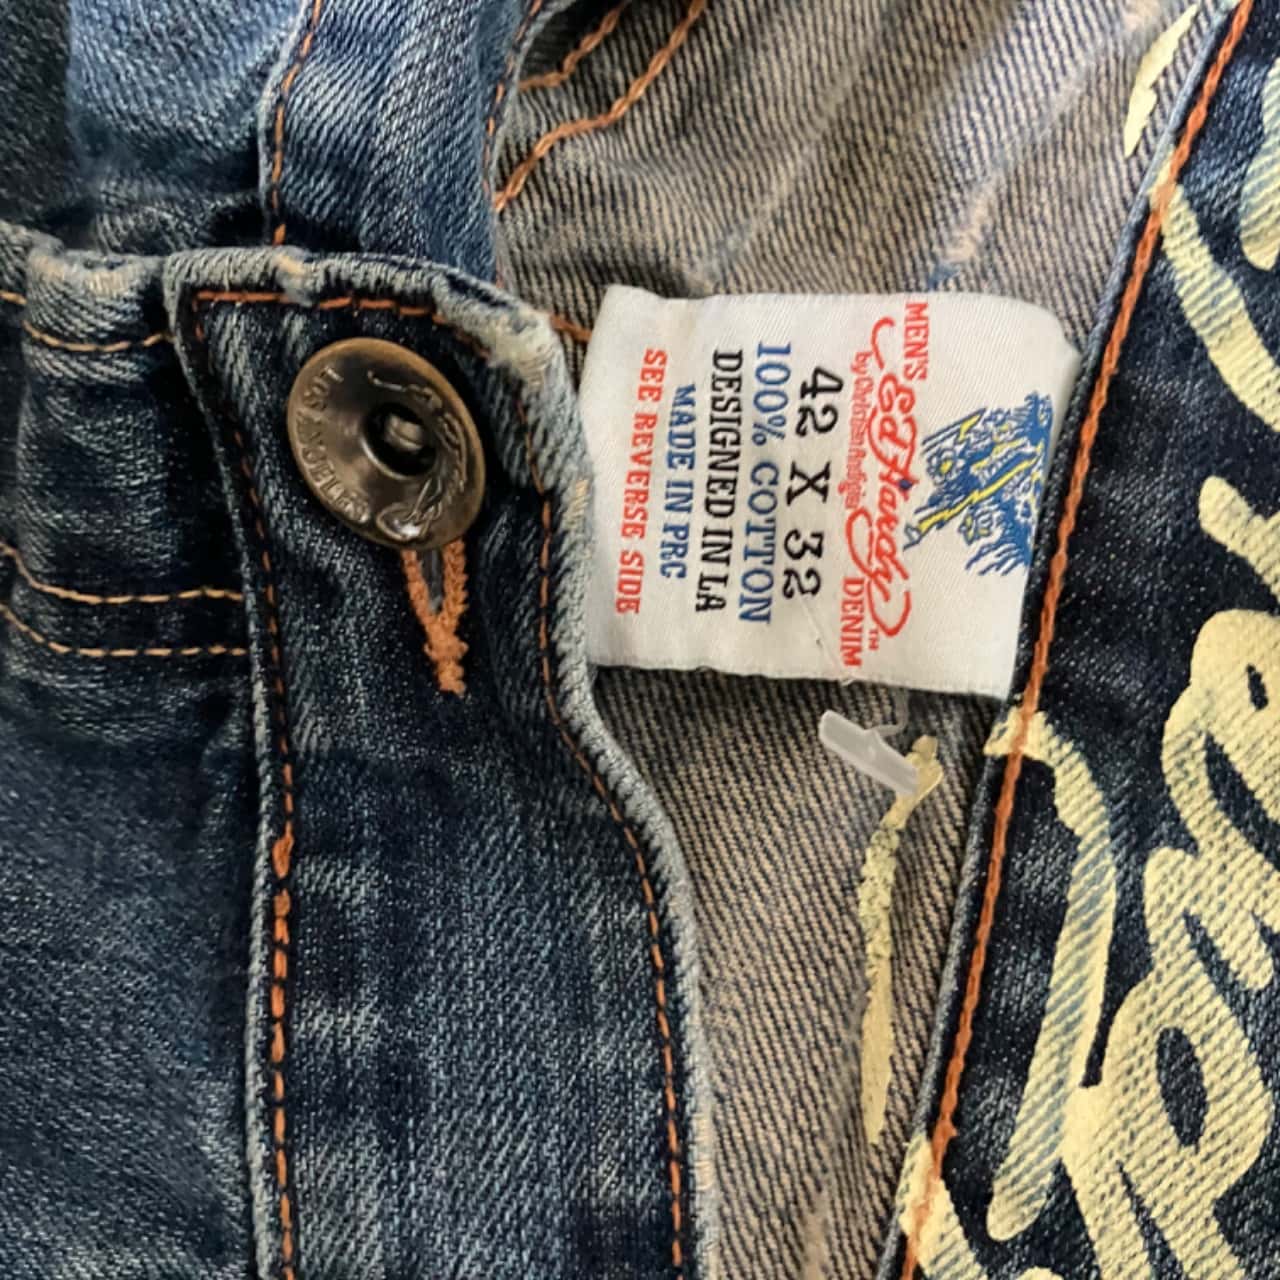 MEN'S
Ed Hardy™
by Christian Audigier DENIM
42 X 32
100% COTTON
DESIGNED IN LA
MADE IN PRC
SEE REVERSE SIDE
LOS ANGELES